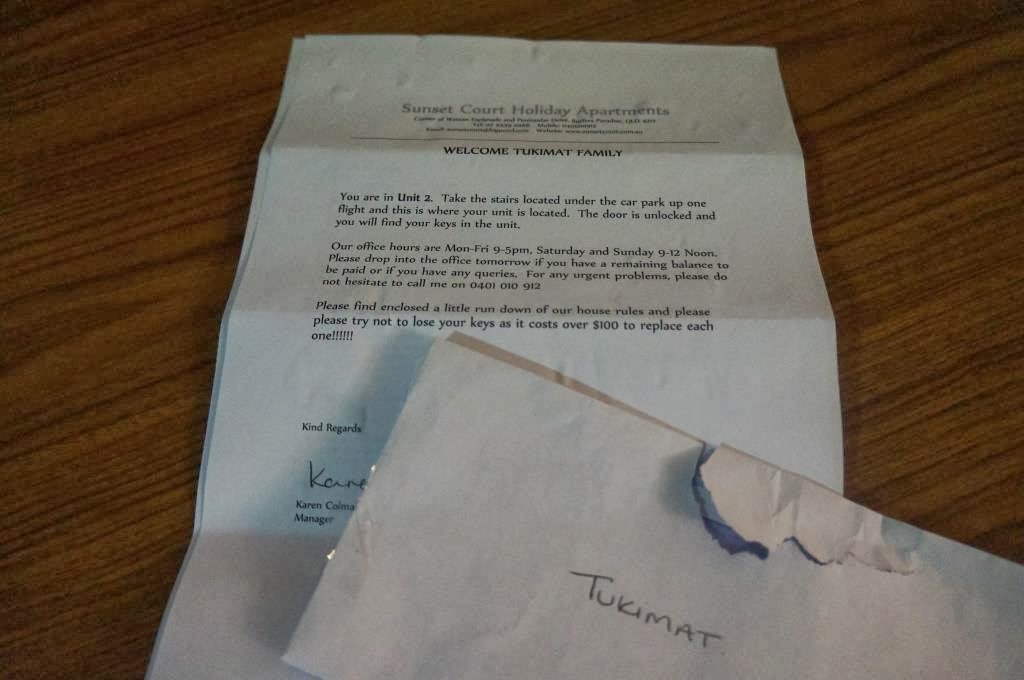 Sunset Court Holiday Apartments
WELCOME TUKIMAT FAMILY
You are in Unit 2. Take the stairs located under the car park up one
flight and this is where your unit is located. The door is unlocked and
you will find your keys in the unit.
Our office hours are Mon-Fri 9-5pm, Saturday and Sunday 9-12 Noon.
Please drop into the office tomorrow if you have a remaining balance to
be paid or if you have any queries. For any urgent problems, please do
not hesitate to call me on 0401 010 912
Please find enclosed a little run down of our house rules and please
please try not to lose your keys as it costs over $100 to replace each
one!!!!!!
Kind Regards
Kare
Karen Colma
Manager
TUKIMAT